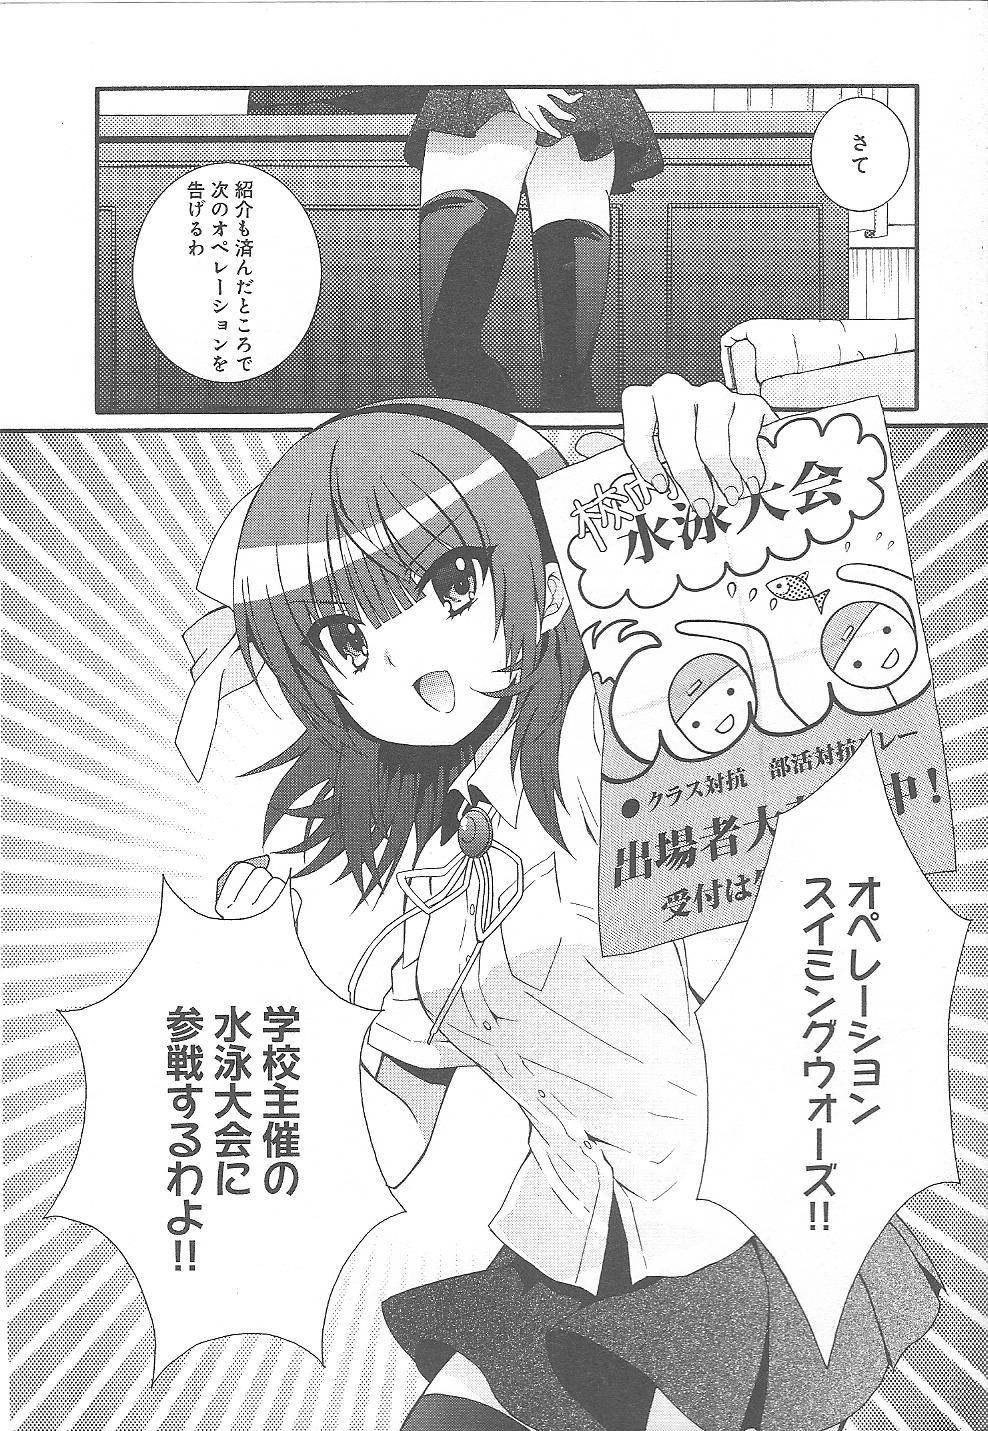 さて
紹介も済んだところで
次のオペレーションを
告げるわ
水泳大会
●クラス対抗 部活対抗リレー
出場者大
中！
受付は
オペレーション
スイミングウォーズ!!
学校主催の
水泳大会に
参戦するわよ!!